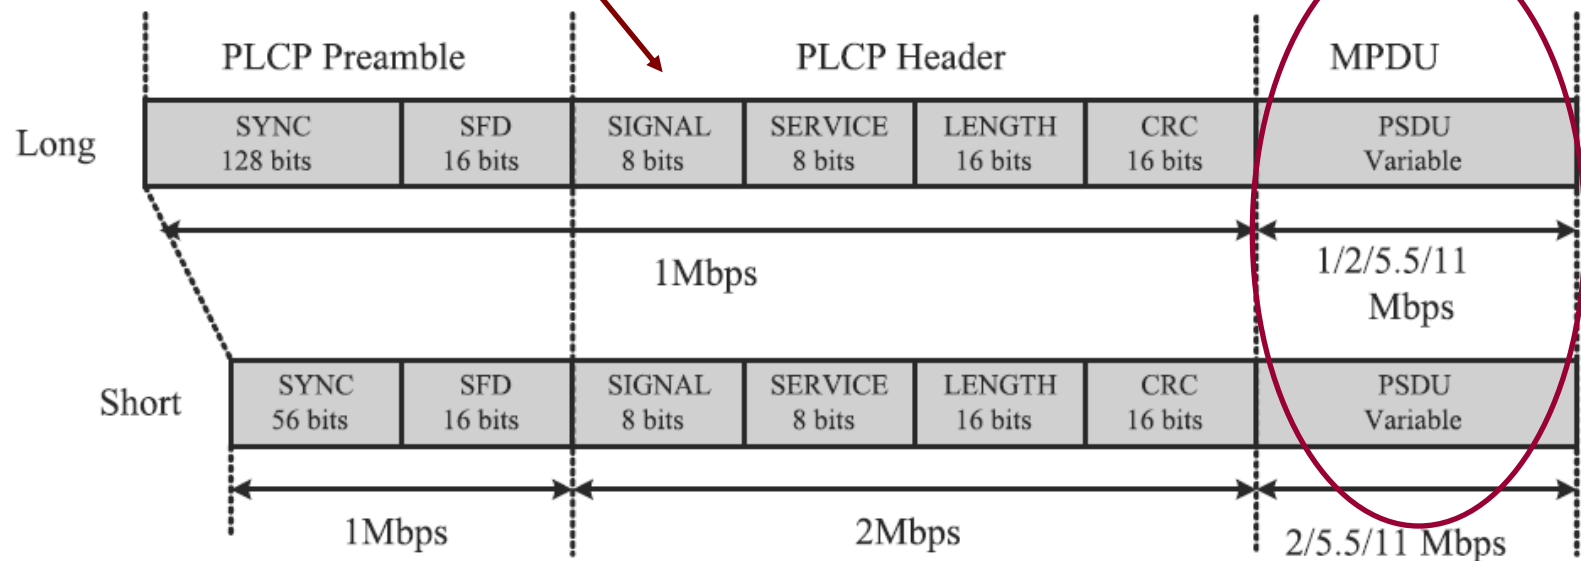 PLCP Preamble PLCP Header MPDU
Long
SYNC SFD SIGNAL SERVICE LENGTH CRC PSDU
128 bits 16 bits 8 bits 8 bits 16 bits 16 bits Variable
1Mbps
1/2/5.5/11
Mbps
Short
SYNC SFD SIGNAL SERVICE LENGTH CRC PSDU
56 bits 16 bits 8 bits 8 bits 16 bits 16 bits Variable
1Mbps 2Mbps 2/5.5/11 Mbps